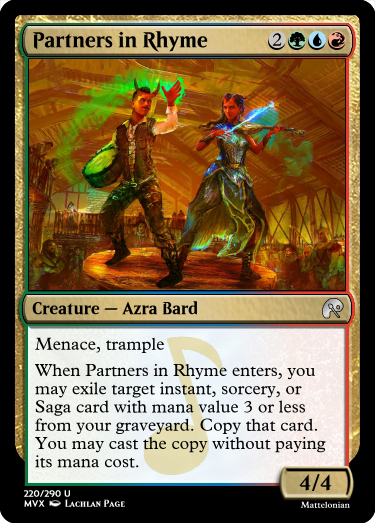 Partners in Rhyme 2
Creature — Azra Bard
Menace, trample
When Partners in Rhyme enters, you
may exile target instant, sorcery, or
Saga card with mana value 3 or less
from your graveyard. Copy that card.
You may cast the copy without paying
its mana cost.
4/4
220/290 U
MVX Lachlan Page
Mattelonian